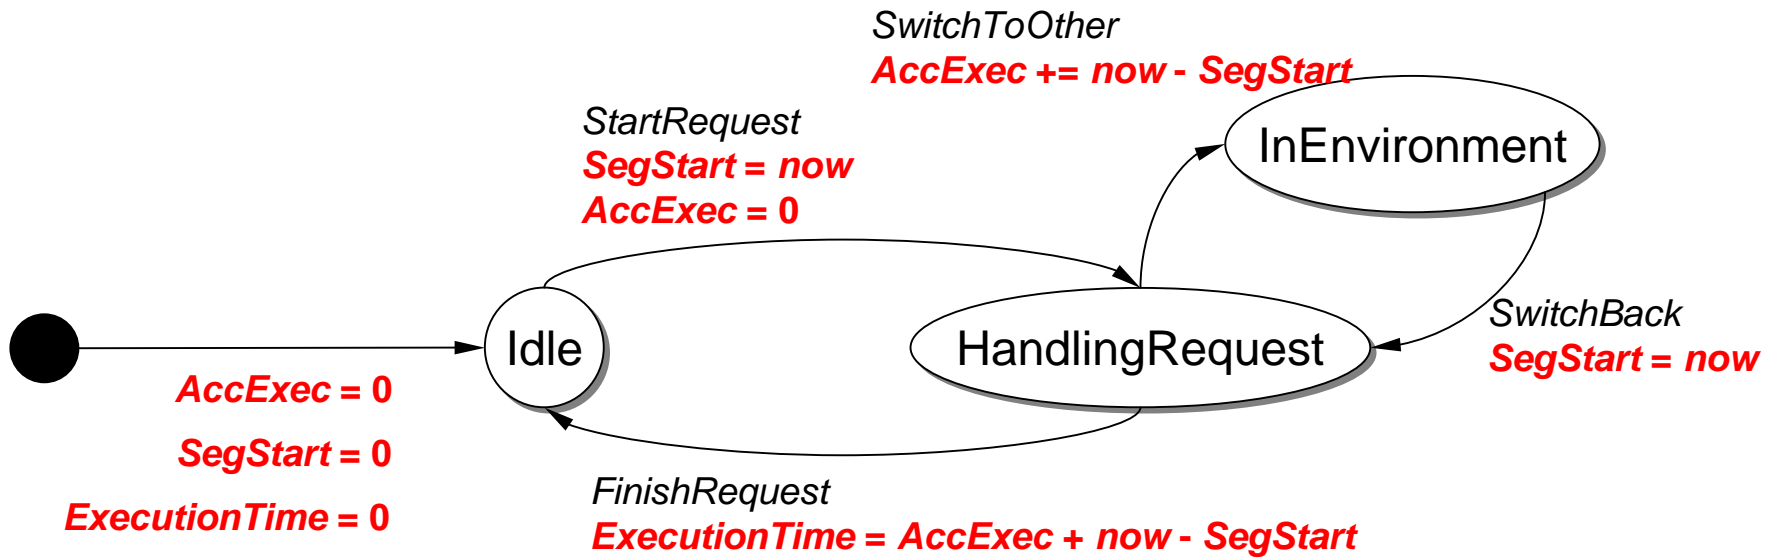 SwitchToOther
AccExec += now - SegStart
StartRequest
SegStart = now
AccExec = 0
InEnvironment
Idle
HandlingRequest
SwitchBack
SegStart = now
AccExec = 0
SegStart = 0
ExecutionTime = 0
FinishRequest
ExecutionTime = AccExec + now - SegStart